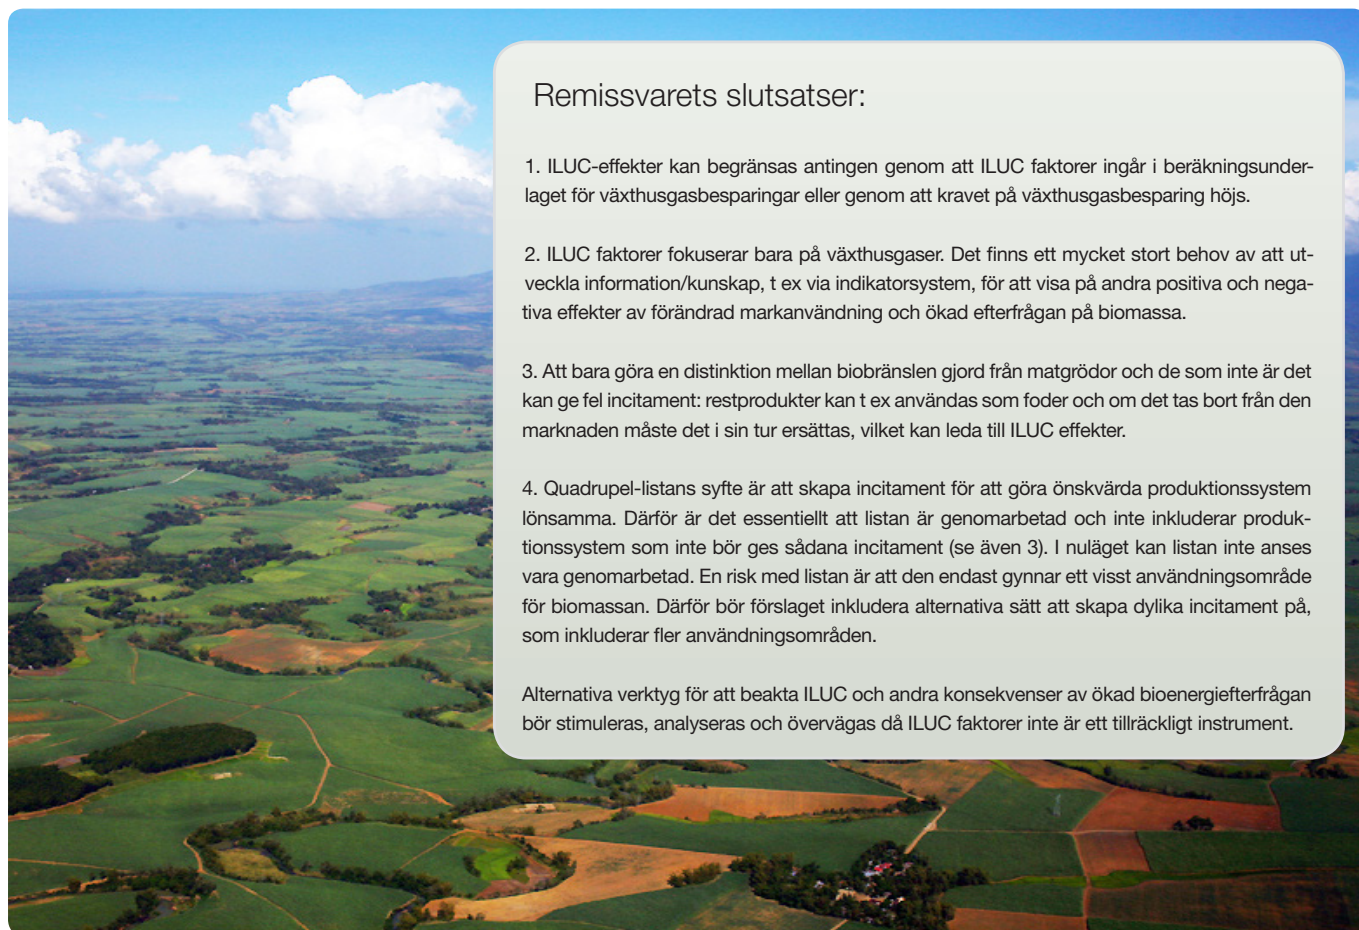 Remissvarets slutsatser:
1. ILUC-effekter kan begränsas antingen genom att ILUC faktorer ingår i beräkningsunder-
laget för växthusgasbesparingar eller genom att kravet på växthusgasbesparing höjs.
2. ILUC faktorer fokuserar bara på växthusgaser. Det finns ett mycket stort behov av att ut-
veckla information/kunskap, t ex via indikatorsystem, för att visa på andra positiva och nega-
tiva effekter av förändrad markanvändning och ökad efterfrågan på biomassa.
3. Att bara göra en distinktion mellan biobränslen gjord från matgrödor och de som inte är det
kan ge fel incitament: restprodukter kan t ex användas som foder och om det tas bort från den
marknaden måste det i sin tur ersättas, vilket kan leda till ILUC effekter.
4. Quadrupel-listans syfte är att skapa incitament för att göra önskvärda produktionssystem
lönsamma. Därför är det essentiellt att listan är genomarbetad och inte inkluderar produk-
tionssystem som inte bör ges sådana incitament (se även 3). I nuläget kan listan inte anses
vara genomarbetad. En risk med listan är att den endast gynnar ett visst användningsområde
för biomassan. Därför bör förslaget inkludera alternativa sätt att skapa dylika incitament på,
som inkluderar fler användningsområden.
Alternativa verktyg för att beakta ILUC och andra konsekvenser av ökad bioenergiefterfrågan
bör stimuleras, analyseras och övervägas då ILUC faktorer inte är ett tillräckligt instrument.